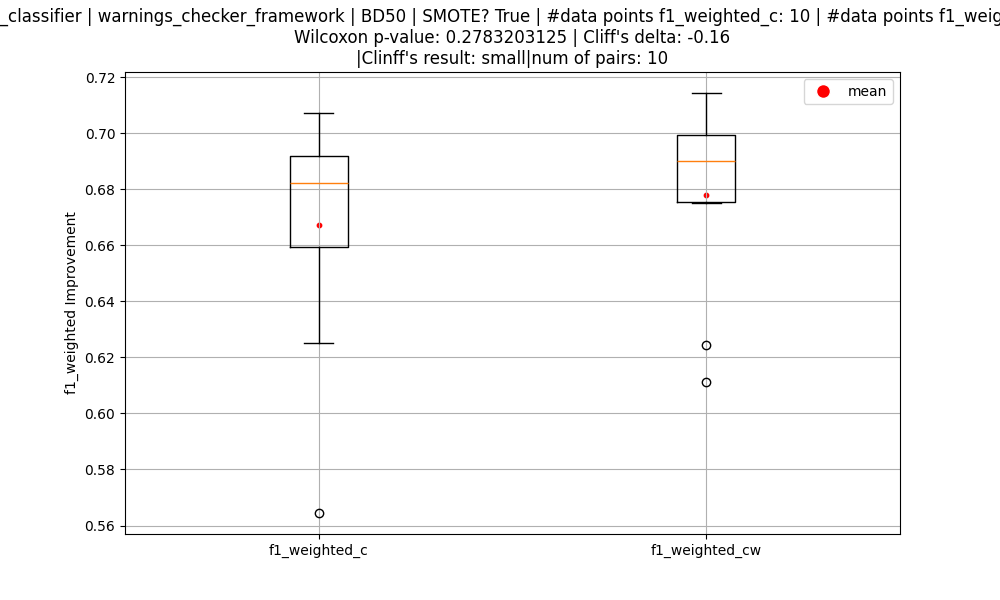 _classifier | warnings_checker_framework | BD50 | SMOTE? True | #data points f1_weighted_c: 10 | #data points f1_weig
Wilcoxon p-value: 0.2783203125 | Cliff's delta: -0.16
|Clinff's result: small|num of pairs: 10
mean
0.72
0.70
0.68
0.66
0.64
0.62
0.60
0.58
0.56
f1_weighted Improvement
f1_weighted_c
f1_weighted_cw